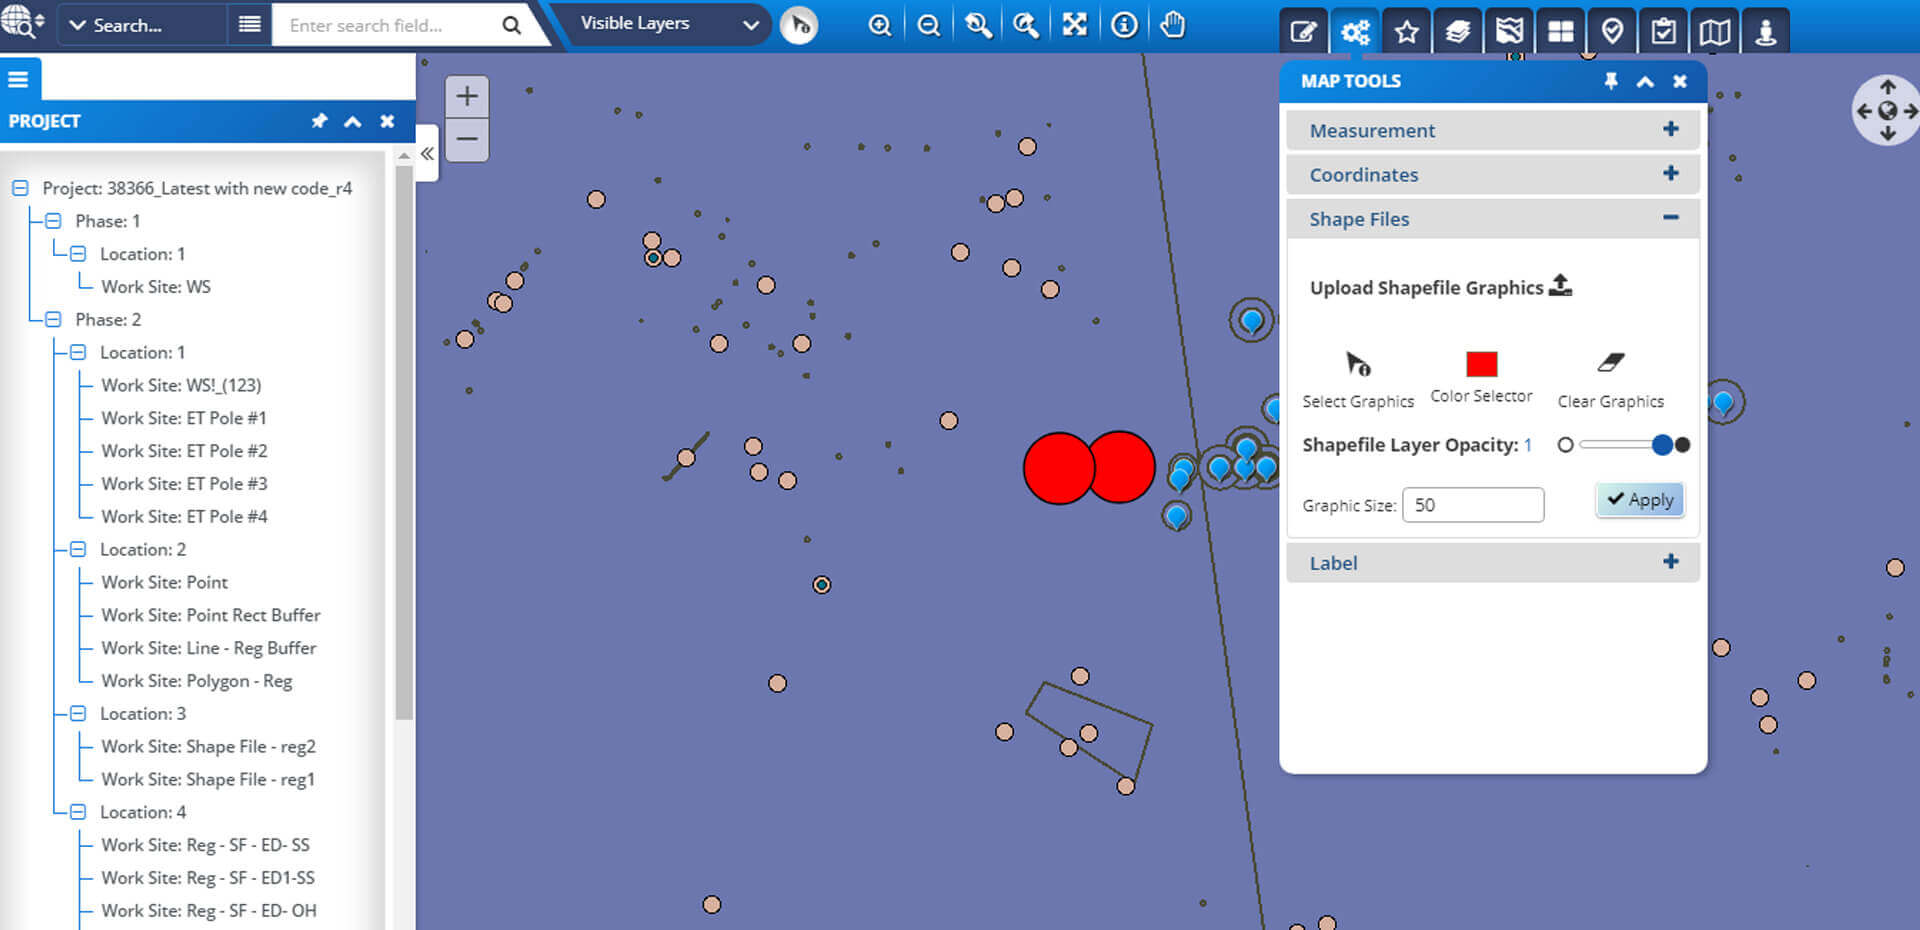 Search...
Enter search field...
Visible Layers
PROJECT
Project: 38366_Latest with new code_r4
Phase: 1
Location: 1
Work Site: WS
Phase: 2
Location: 1
Work Site: WS!_(123)
Work Site: ET Pole #1
Work Site: ET Pole #2
Work Site: ET Pole #3
Work Site: ET Pole #4
Location: 2
Work Site: Point
Work Site: Point Rect Buffer
Work Site: Line - Reg Buffer
Work Site: Polygon - Reg
Location: 3
Work Site: Shape File - reg2
Work Site: Shape File - reg1
Location: 4
Work Site: Reg - SF - ED- SS
Work Site: Reg - SF - ED1-SS
Work Site: Reg - SF - ED- OH
MAP TOOLS
Measurement
Coordinates
Shape Files
Upload Shapefile Graphics
Select Graphics
Color Selector
Clear Graphics
Shapefile Layer Opacity: 1
Graphic Size: 50
Apply
Label